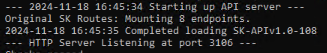 --- 2024-11-18 16:45:34 Starting up API server ---
Original SK Routes: Mounting 8 endpoints.
2024-11-18 16:45:35 Completed loading SK-APIv1.0-108
--- HTTP Server Listening at port 3106 ---